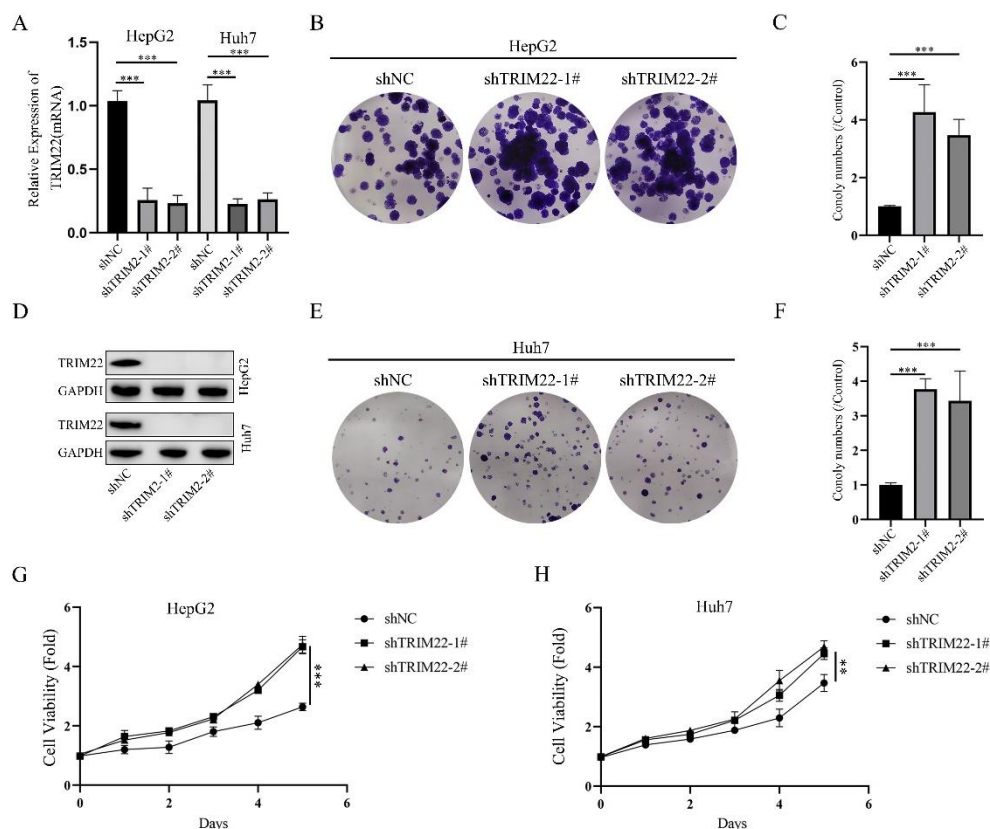 A
HepG2
Huh7
***
***
***
***
Relative Expression of
TRIM22(mRNA)
1.5
1.0
0.5
0.0
shNC
shTRIM2-1#
shTRIM2-2#
shNC
shTRIM2-1#
shTRIM2-2#
B
HepG2
shNC
shTRIM22-1#
shTRIM22-2#
C
***
***
Conoly numbers (/Control)
6
4
2
0
shNC
shTRIM2-1#
shTRIM2-2#
D
TRIM22
GAPDH
HepG2
TRIM22
GAPDH
Huh7
shNC
shTRIM2-1#
shTRIM2-2#
E
Huh7
shNC
shTRIM22-1#
shTRIM22-2#
F
***
***
Conoly numbers (/Control)
5
4
3
2
1
0
shNC
shTRIM2-1#
shTRIM2-2#
G
HepG2
shNC
shTRIM22-1#
shTRIM22-2#
***
Cell Viability (Fold)
6
4
2
0
0
2
4
6
Days
H
Huh7
shNC
shTRIM22-1#
shTRIM22-2#
**
Cell Viability (Fold)
6
4
2
0
0
2
4
6
Days